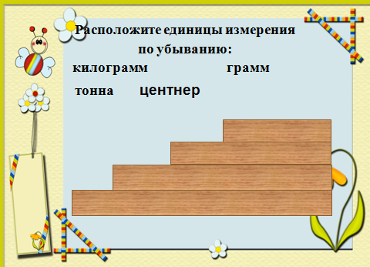 Расположите единицы измерения
по убыванию:
килограмм грамм
тонна центнер